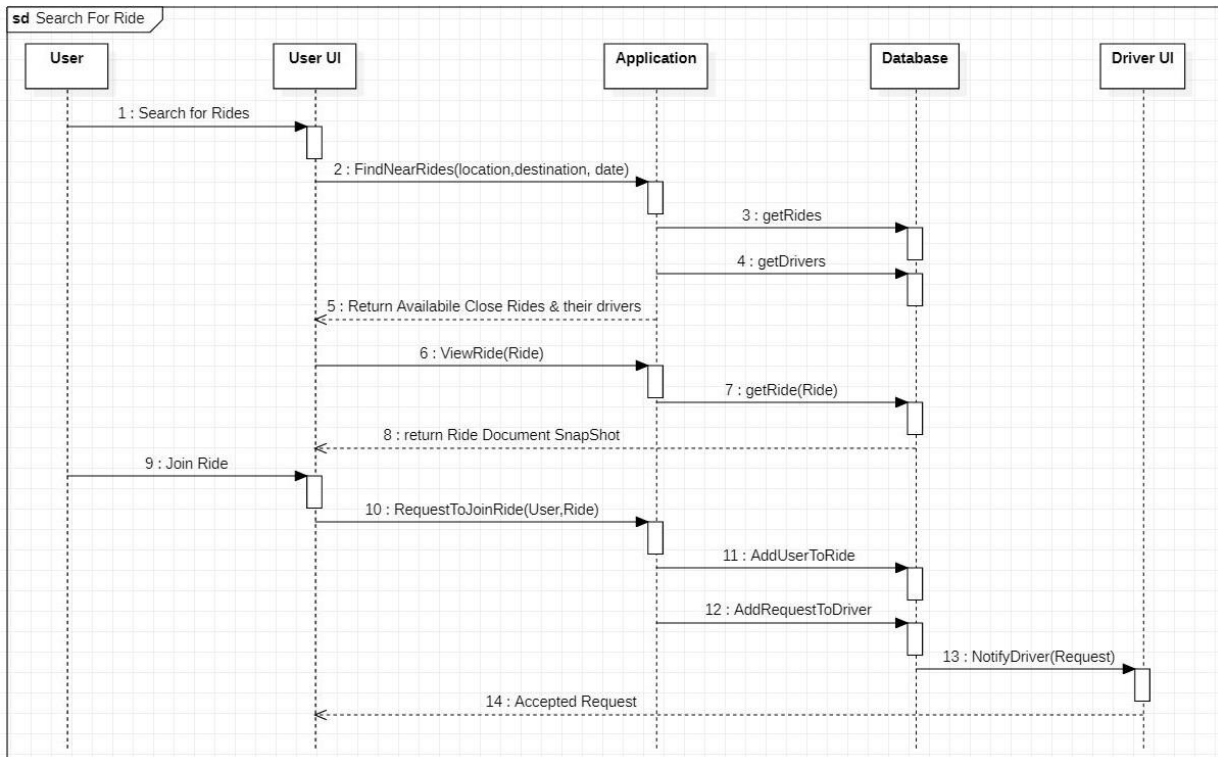 sd Search For Ride
User
User UI
Application
Database
Driver UI
1 : Search for Rides
2 : FindNearRides(location,destination, date)
3 : getRides
4 : getDrivers
5 : Return Availabile Close Rides & their drivers
6 : ViewRide(Ride)
7 : getRide(Ride)
8 : return Ride Document SnapShot
9 : Join Ride
10 : RequestToJoinRide(User,Ride)
11 : AddUserToRide
12 : AddRequestToDriver
13 : NotifyDriver(Request)
14 : Accepted Request